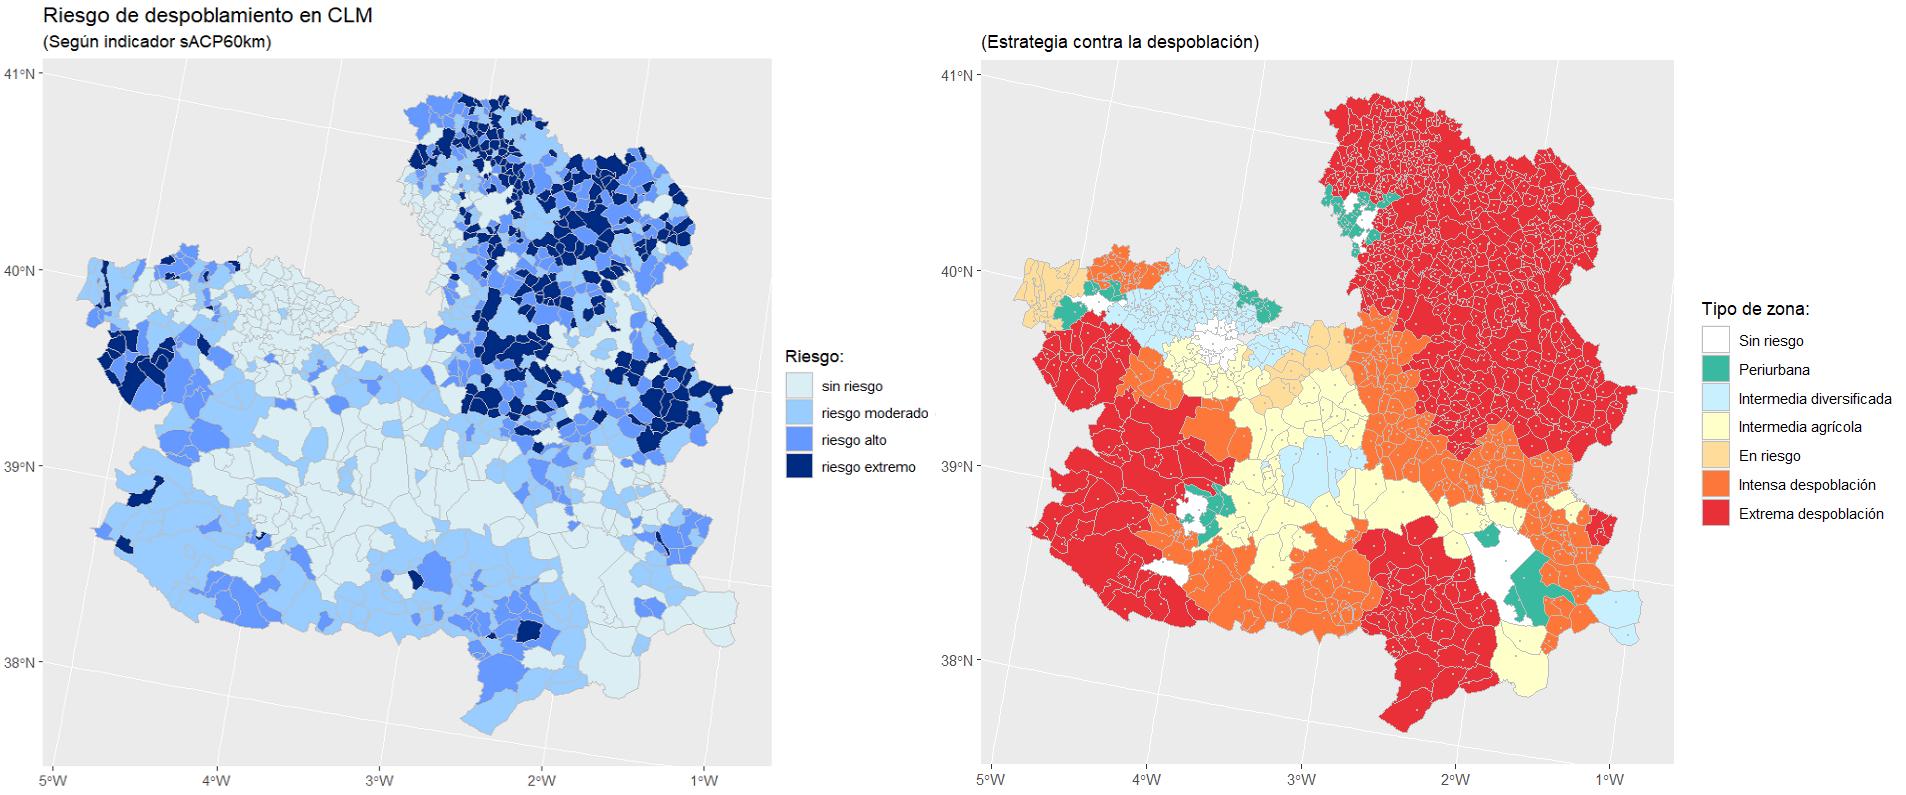 Riesgo de despoblamiento en CLM
(Según indicador sACP60km)
41°N
40°N
39°N
38°N
5°W
4°W
3°W
2°W
1°W
Riesgo:
sin riesgo
riesgo moderado
riesgo alto
riesgo extremo
(Estrategia contra la despoblación)
41°N
40°N
39°N
38°N
5°W
4°W
3°W
2°W
1°W
Tipo de zona:
Sin riesgo
Periurbana
Intermedia diversificada
Intermedia agrícola
En riesgo
Intensa despoblación
Extrema despoblación